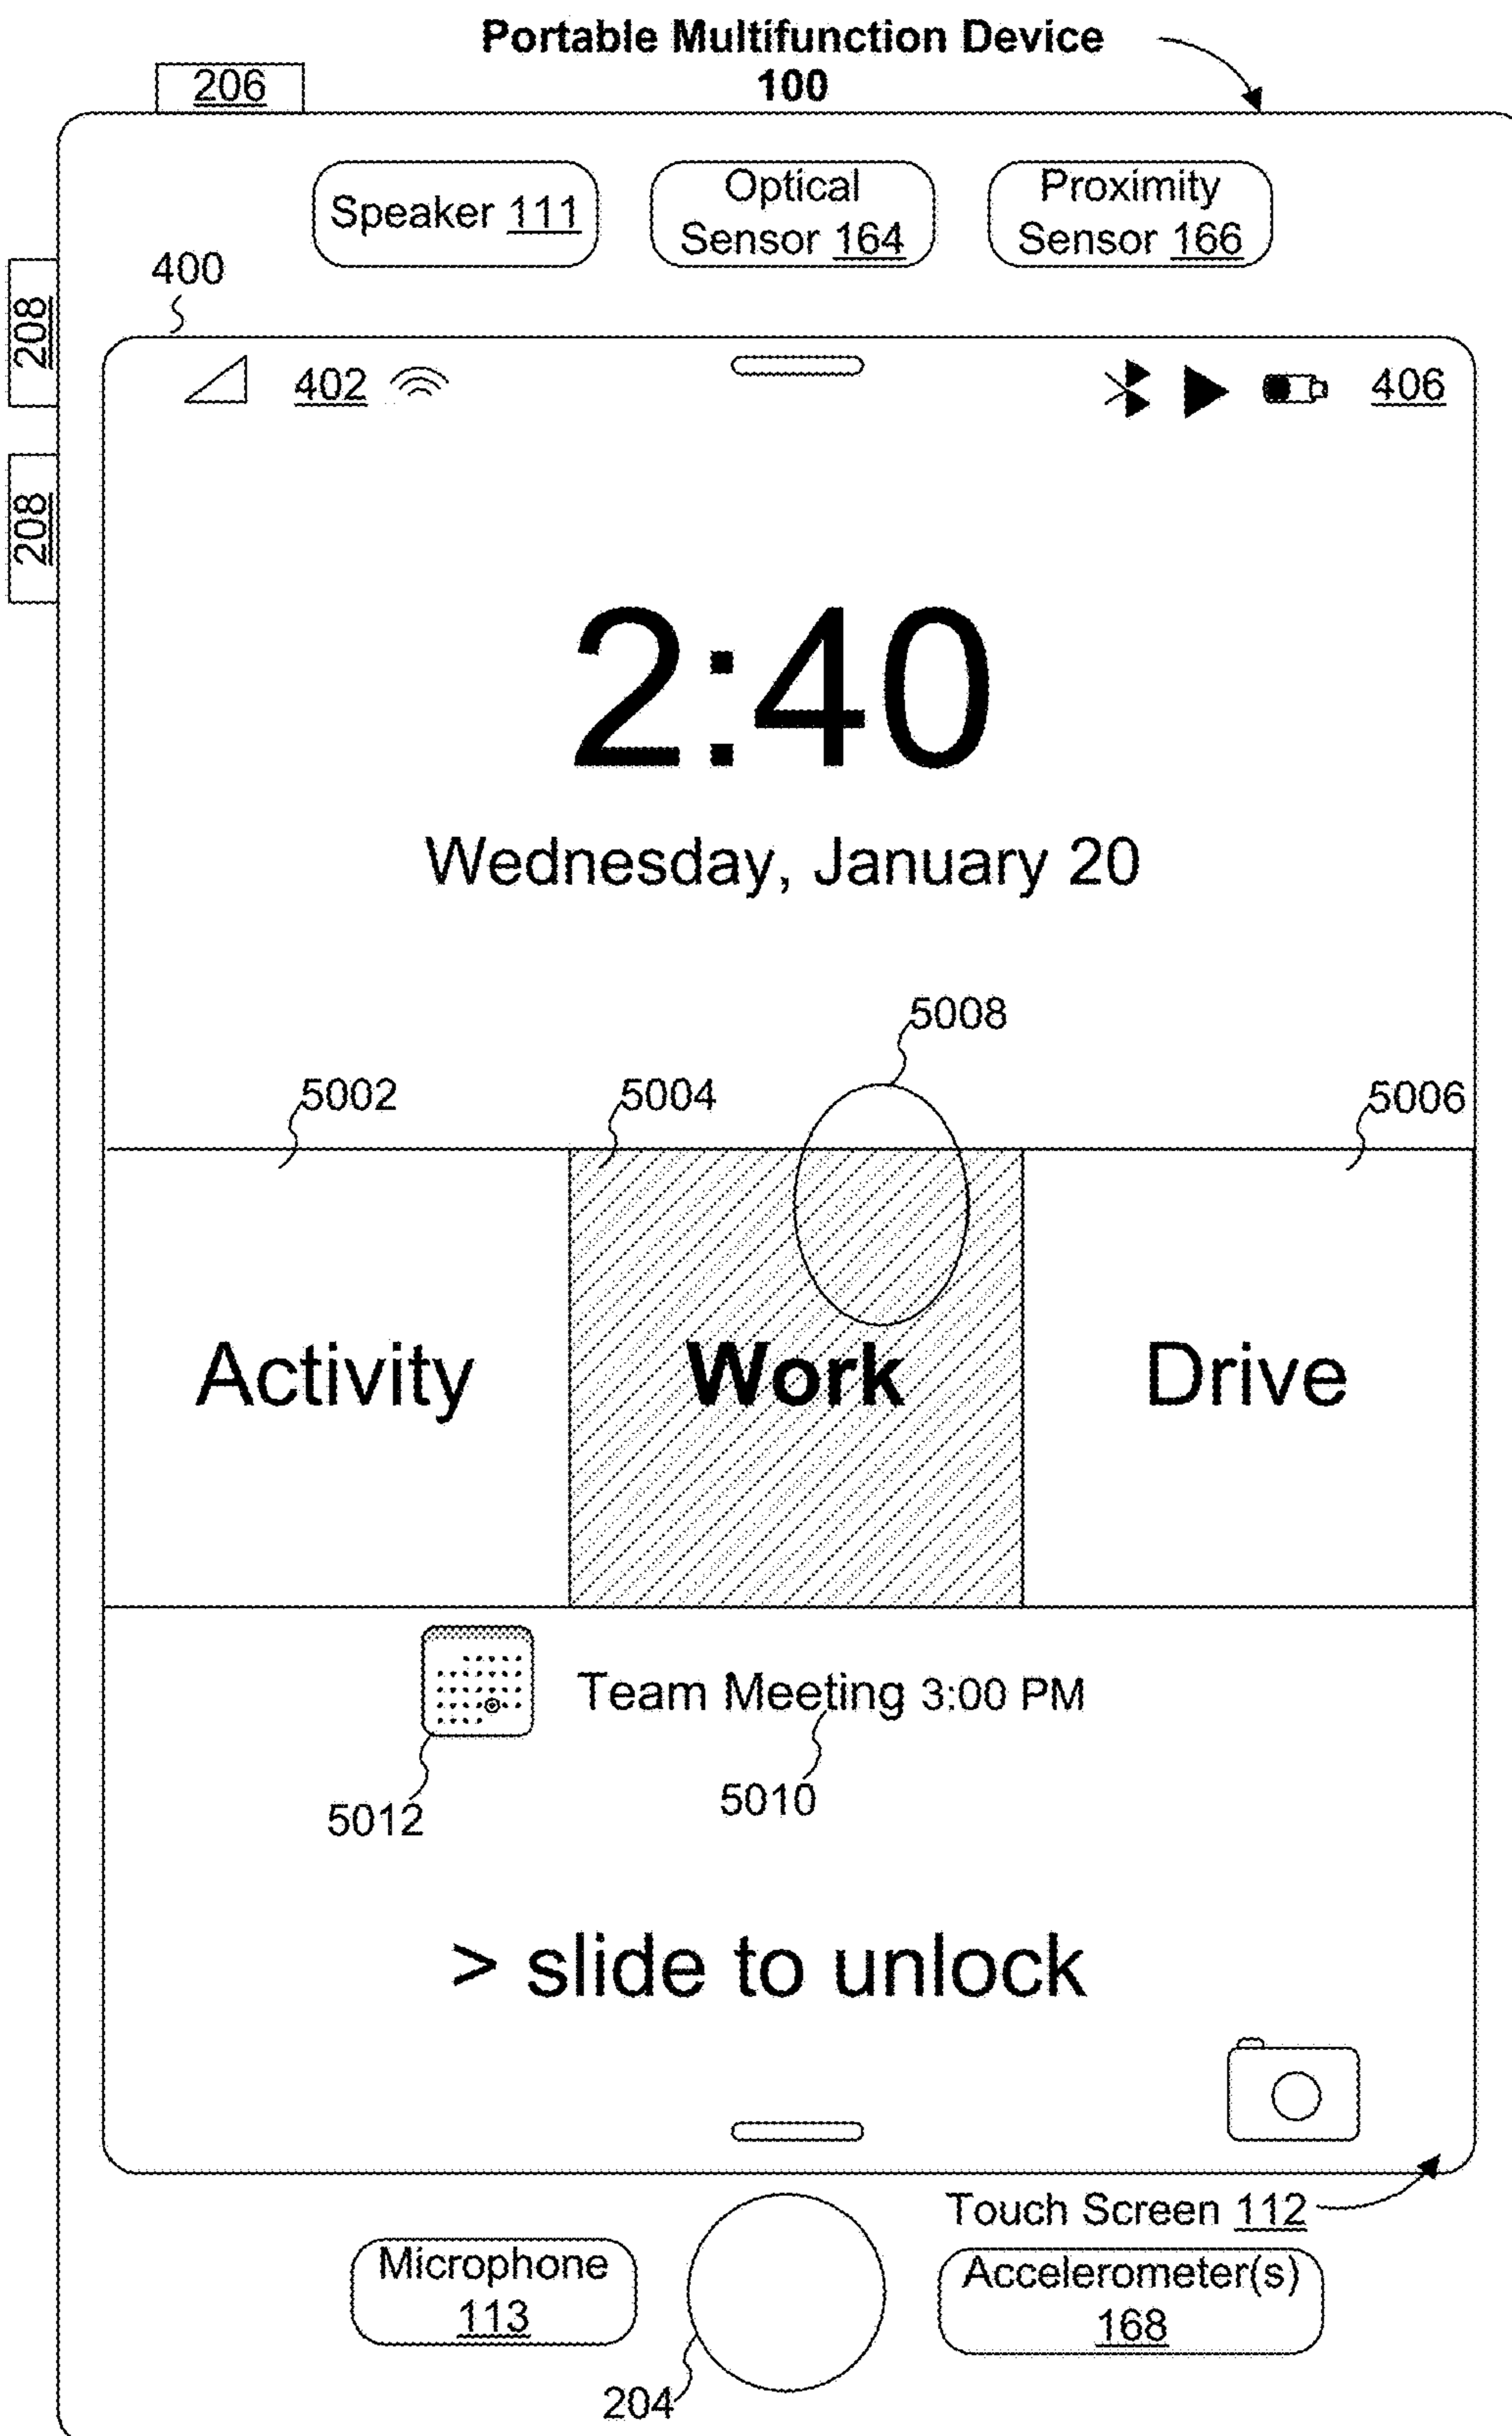 Portable Multifunction Device
100
206
Speaker 111
Optical
Sensor 164
Proximity
Sensor 166
400
208
208
402
406
2:40
Wednesday, January 20
5008
5002
5004
5006
Activity
Work
Drive
Team Meeting 3:00 PM
5012
5010
> slide to unlock
Touch Screen 112
Microphone
113
Accelerometer(s)
168
204